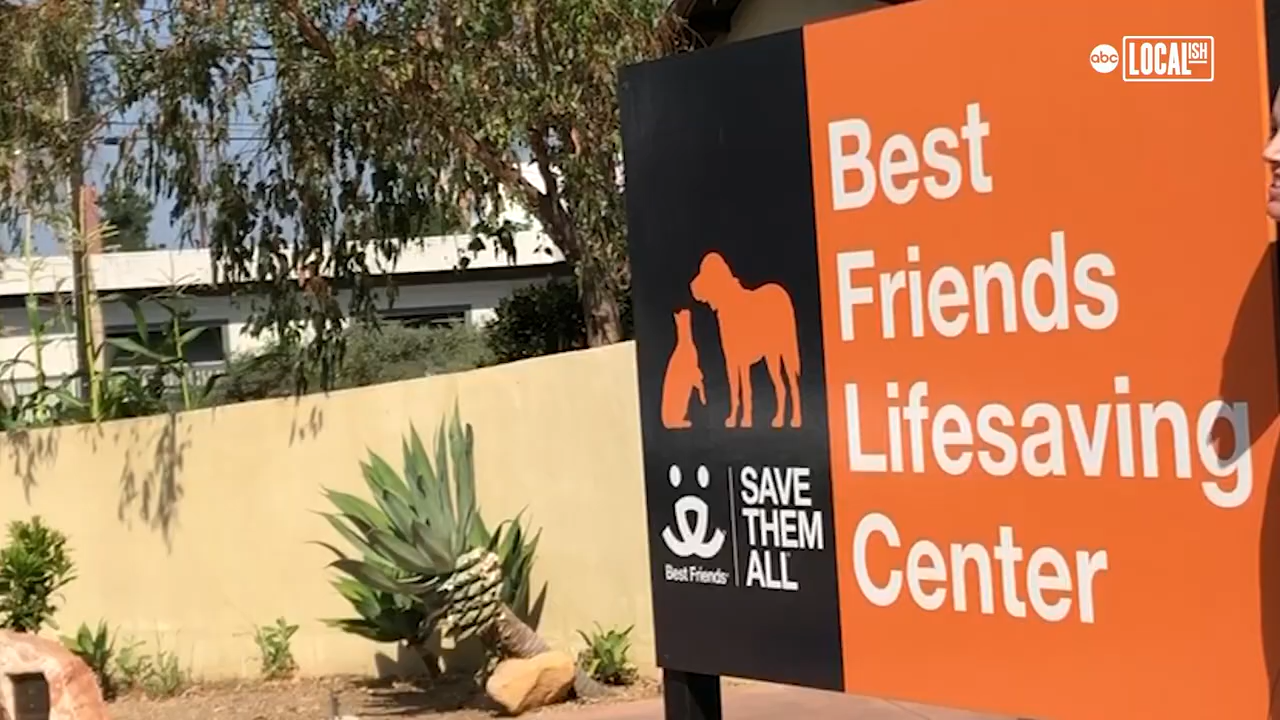 abc LOCALISH
Best
Friends
Lifesaving
Center
Best Friends
SAVE
THEM
ALL